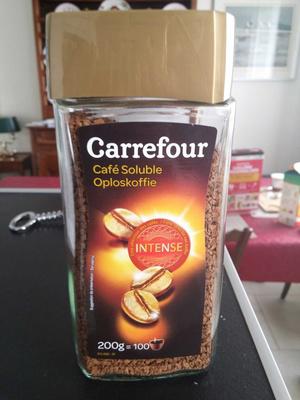 Carrefour
Café Soluble
Oploskoffie
INTENSE
200g = 100